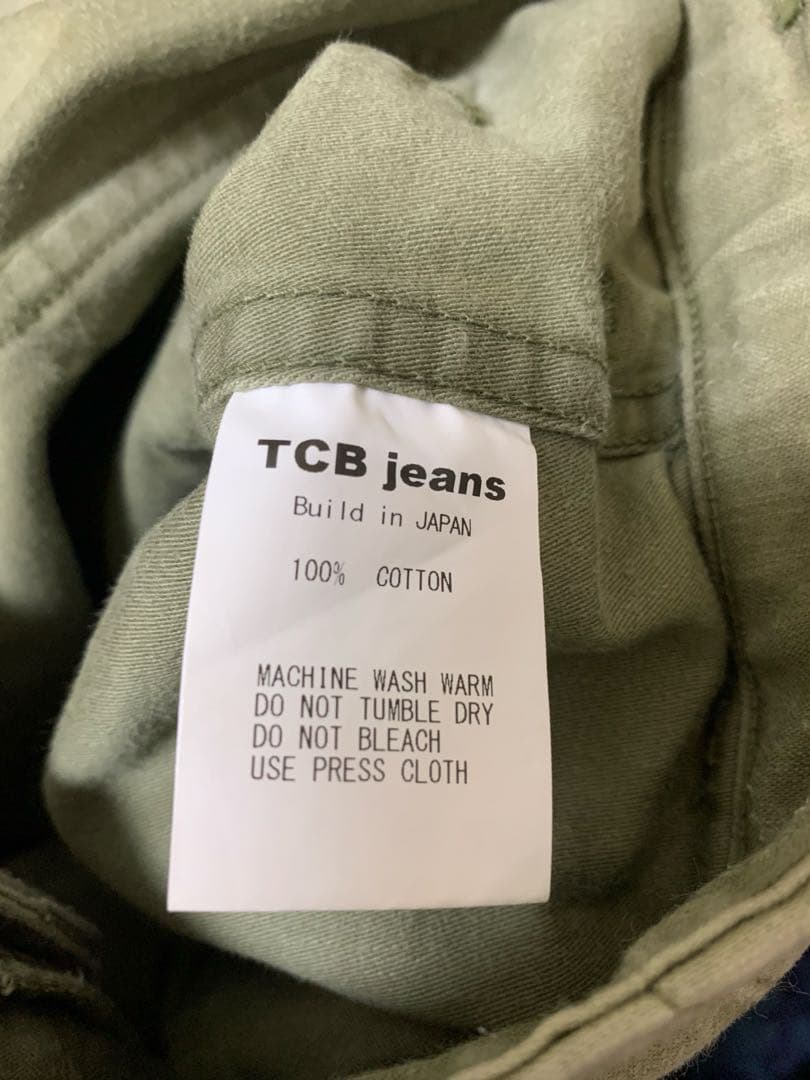 TCB jeans
Build in JAPAN
100% COTTON
MACHINE WASH WARM
DO NOT TUMBLE DRY
DO NOT BLEACH
USE PRESS CLOTH